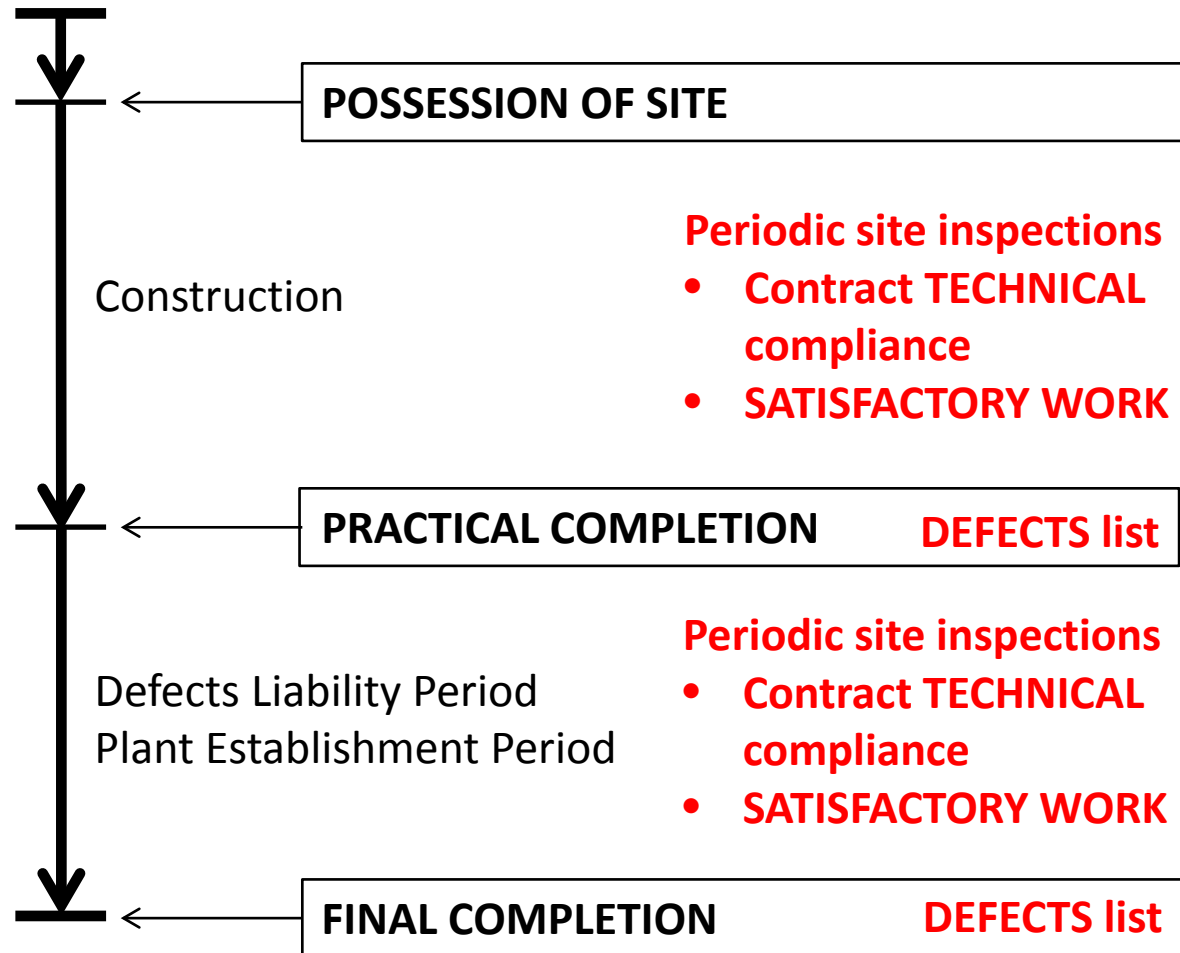 POSSESSION OF SITE
Periodic site inspections
Construction
• Contract TECHNICAL
compliance
• SATISFACTORY WORK
PRACTICAL COMPLETION DEFECTS list
Periodic site inspections
Defects Liability Period
• Contract TECHNICAL
Plant Establishment Period
compliance
• SATISFACTORY WORK
FINAL COMPLETION DEFECTS list